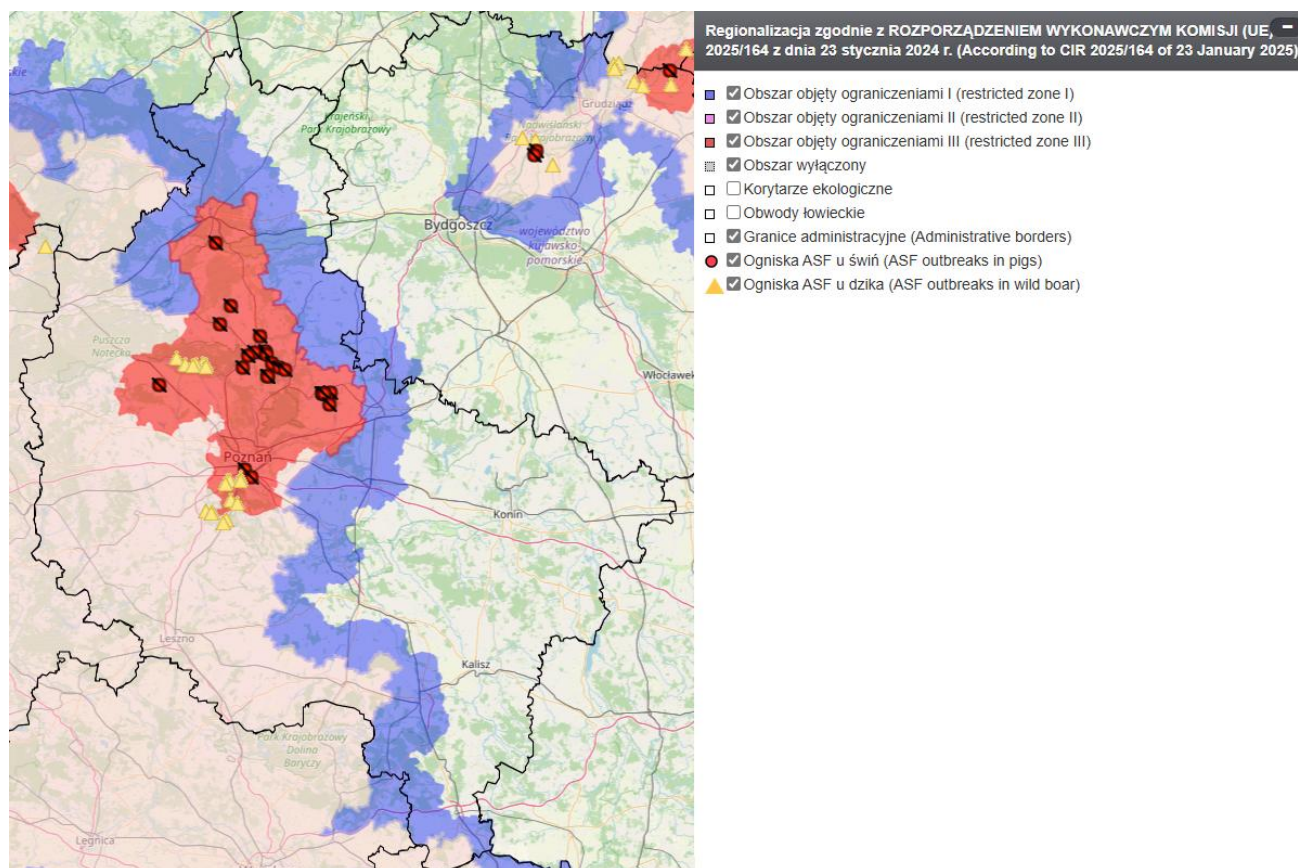 Regionalizacja zgodnie z ROZPORZĄDZENIEM WYKONAWCZYM KOMISJI (UE)
2025/164 z dnia 23 stycznia 2024 r. (According to CIR 2025/164 of 23 January 2025)
Obszar objęty ograniczeniami I (restricted zone I)
Obszar objęty ograniczeniami II (restricted zone II)
Obszar objęty ograniczeniami III (restricted zone III)
Obszar wyłączony
Korytarze ekologiczne
Obwody łowieckie
Granice administracyjne (Administrative borders)
Ogniska ASF u świń (ASF outbreaks in pigs)
Ogniska ASF u dzika (ASF outbreaks in wild boar)
Krajeński
Park Krajobrazowy
Grudziądz
Nadwiślański
Park Krajobrazowy
Bydgoszcz
województwo
kujawsko-
pomorskie
Puszcza
Notecka
Włocławek
Poznań
Konin
Leszno
Kalisz
Park Krajobrazowy
Dolina
Baryczy
Legnica